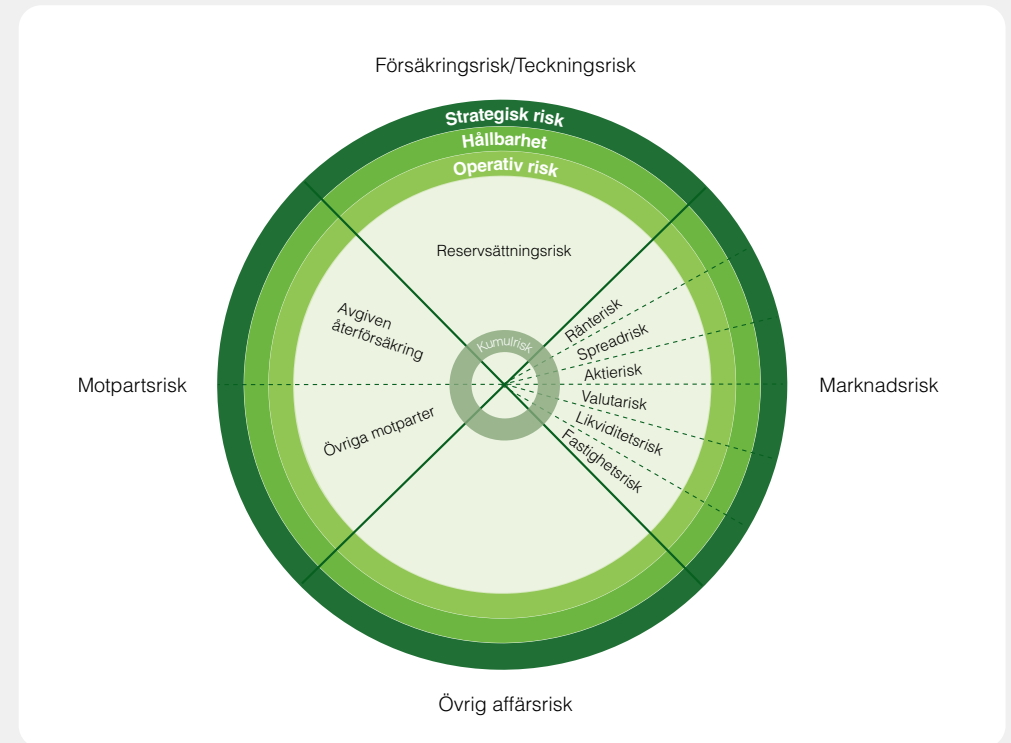 Försäkringsrisk/Teckningsrisk
Strategisk risk
Hållbarhet
Operativ risk
Reservsättningsrisk
Avgiven
återförsäkring
Kumulrisk
Ränterisk
Spreadrisk
Aktierisk
Motpartsrisk
Marknadsrisk
Valutarisk
Övriga motparter
Likviditetsrisk
Fastighetsrisk
Övrig affärsrisk